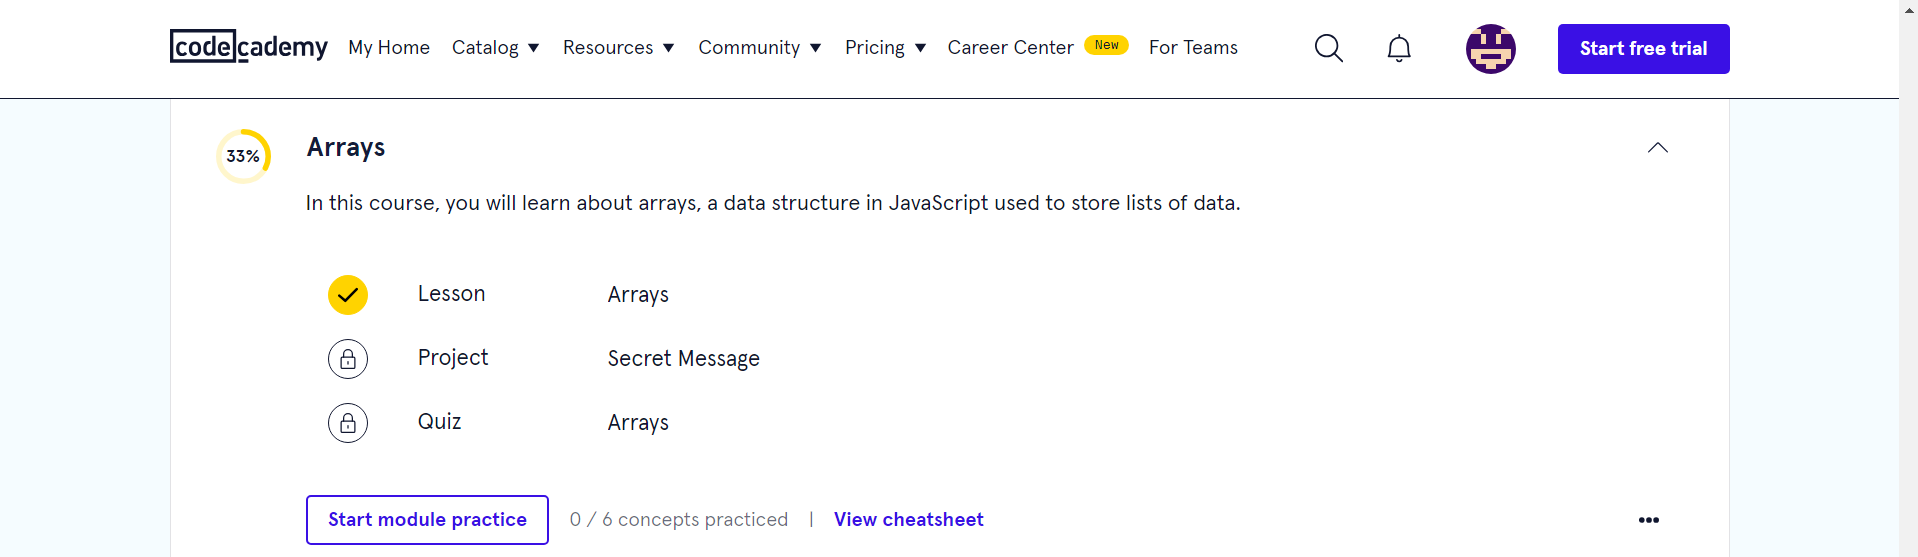 codecademy My Home Catalog Resources Community Pricing Career Center New For Teams Start free trial
33% Arrays
In this course, you will learn about arrays, a data structure in JavaScript used to store lists of data.
Lesson Arrays
Project Secret Message
Quiz Arrays
Start module practice 0 / 6 concepts practiced | View cheatsheet